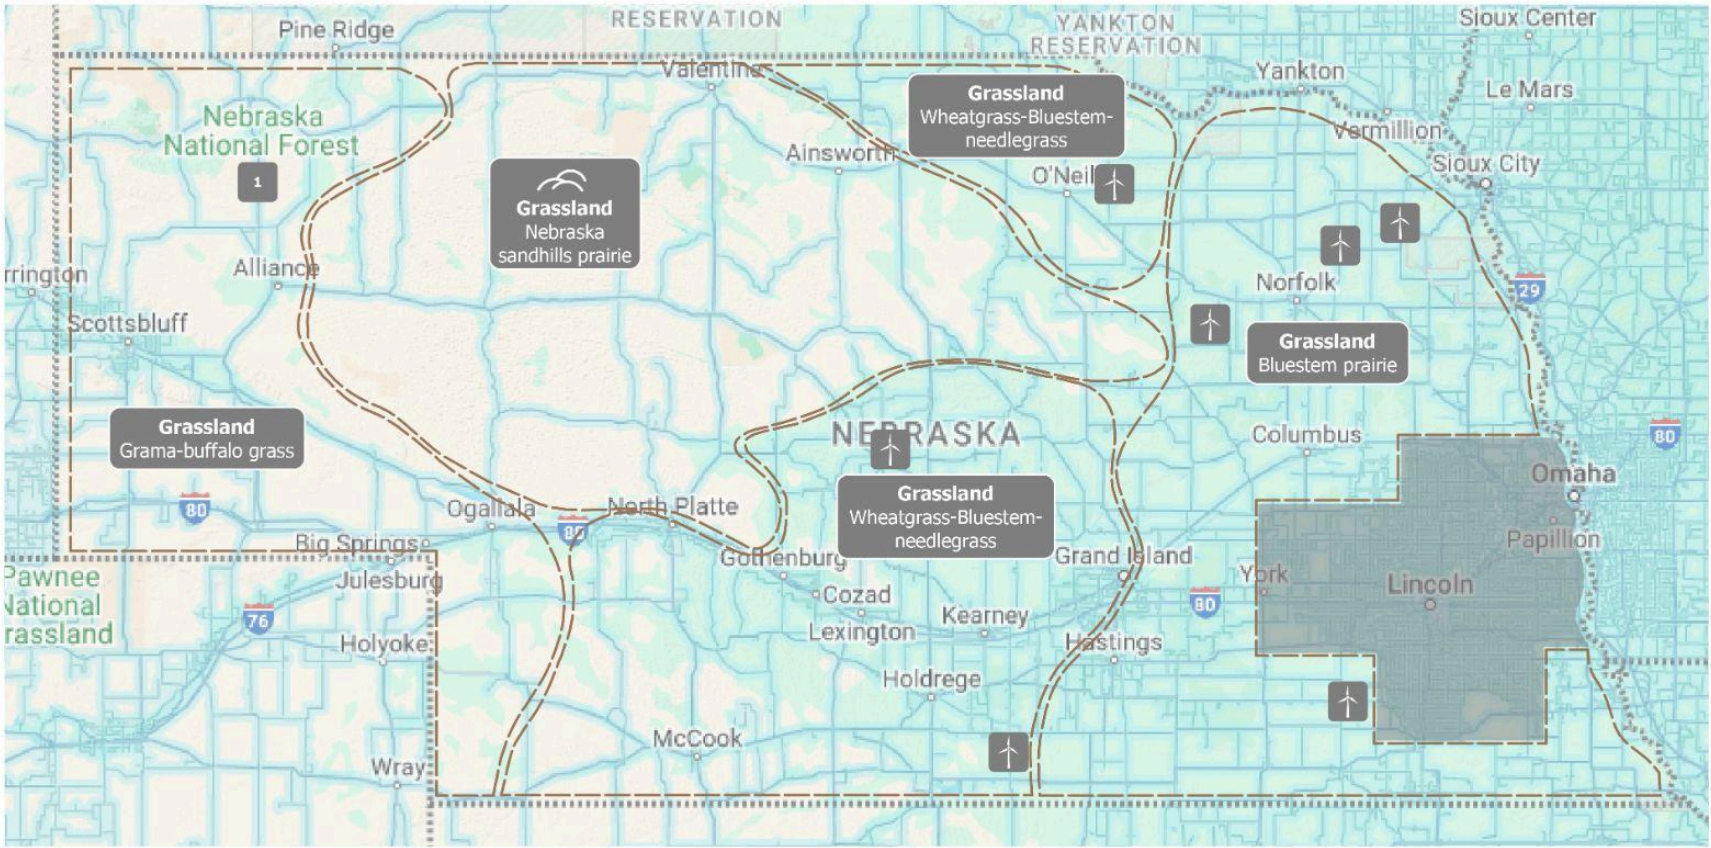 RESERVATION
YANKTON
RESERVATION
Sioux Center
Pine Ridge
Valentine
Yankton
Le Mars
Grassland
Wheatgrass-Bluestem-
needlegrass
Nebraska
National Forest
Vermillion
Ainsworth
Sioux City
1
O'Neil
Grassland
Nebraska
sandhills prairie
rrington
Alliance
Norfolk
29
Scottsbluff
Grassland
Bluestem prairie
Grassland
Grama-buffalo grass
NEBRASKA
Columbus
80
Omaha
80
Ogallala
North Platte
Grassland
Wheatgrass-Bluestem-
needlegrass
80
Big Springs
Papillion
Gothenburg
Grand Island
Pawnee
National
rassland
Julesburg
York
Lincoln
76
Cozad
80
Kearney
Lexington
Holyoke
Hastings
Holdrege
McCook
Wray